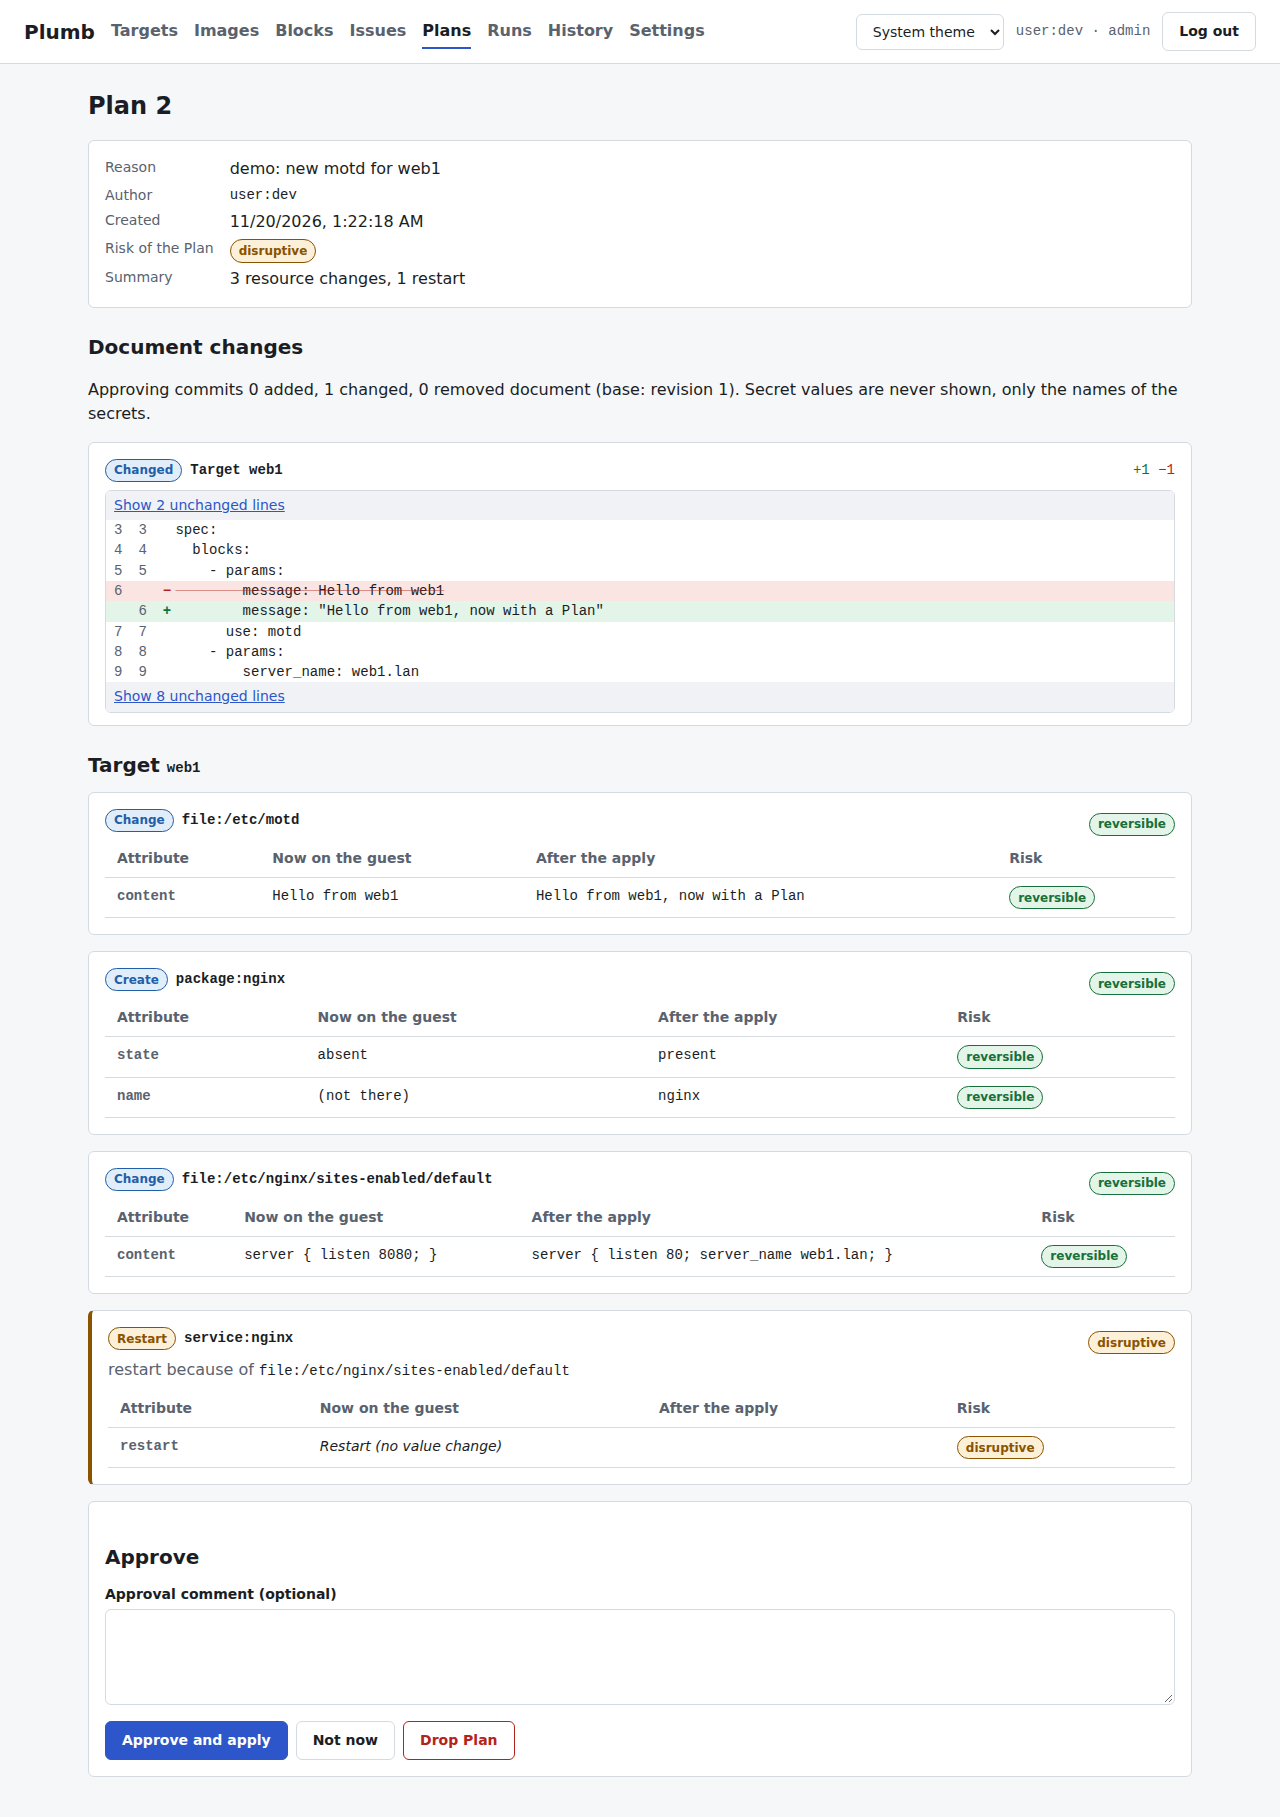 Plumb Targets Images Blocks Issues Plans Runs History Settings System theme user:dev · admin Log out
Plan 2
Reason demo: new motd for web1
Author user:dev
Created 11/20/2026, 1:22:18 AM
Risk of the Plan disruptive
Summary 3 resource changes, 1 restart
Document changes
Approving commits 0 added, 1 changed, 0 removed document (base: revision 1). Secret values are never shown, only the names of the
secrets.
Changed Target web1 +1 −1
Show 2 unchanged lines
3 3 spec:
4 4 blocks:
5 5 - params:
6 − message: Hello from web1
6 + message: "Hello from web1, now with a Plan"
7 7 use: motd
8 8 - params:
9 9 server_name: web1.lan
Show 8 unchanged lines
Target web1
Change file:/etc/motd reversible
Attribute Now on the guest After the apply Risk
content Hello from web1 Hello from web1, now with a Plan reversible
Create package:nginx reversible
Attribute Now on the guest After the apply Risk
state absent present reversible
name (not there) nginx reversible
Change file:/etc/nginx/sites-enabled/default reversible
Attribute Now on the guest After the apply Risk
content server { listen 8080; } server { listen 80; server_name web1.lan; } reversible
Restart service:nginx disruptive
restart because of file:/etc/nginx/sites-enabled/default
Attribute Now on the guest After the apply Risk
restart Restart (no value change) disruptive
Approve
Approval comment (optional)
Approve and apply Not now Drop Plan